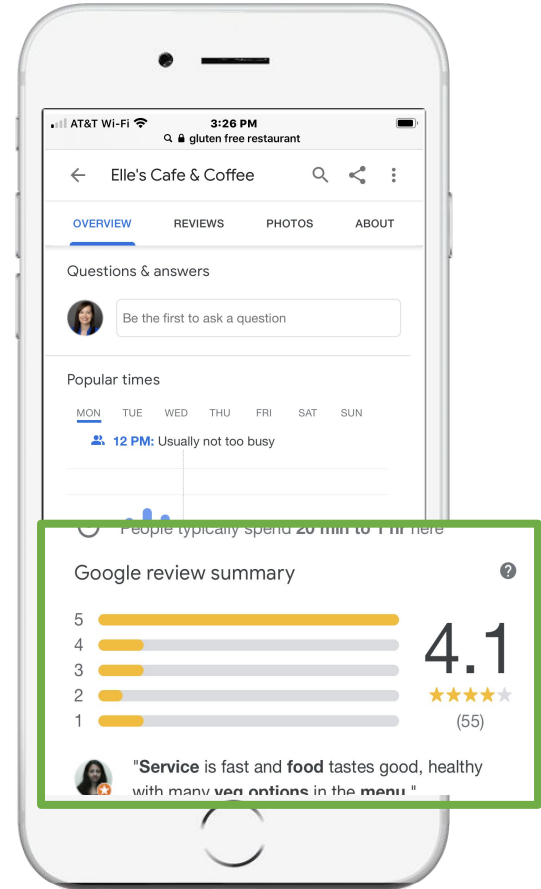 AT&T Wi-Fi 3:26 PM
gluten free restaurant
Elle's Cafe & Coffee
OVERVIEW REVIEWS PHOTOS ABOUT
Questions & answers
Be the first to ask a question
Popular times
MON TUE WED THU FRI SAT SUN
12 PM: Usually not too busy
People typically spend 20 min to 1 hr here
Google review summary
5
4
3
2
1
4.1
(55)
"Service is fast and food tastes good, healthy
with many veg options in the menu."